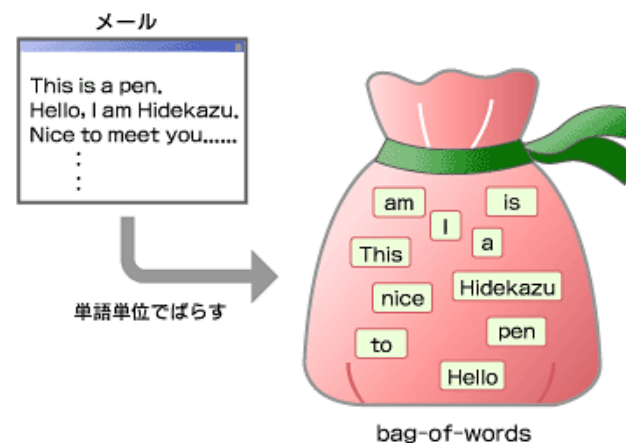 メール
This is a pen.
Hello, I am Hidekazu.
Nice to meet you......
単語単位でばらす
am
is
I
a
This
Hidekazu
nice
pen
to
Hello
bag-of-words